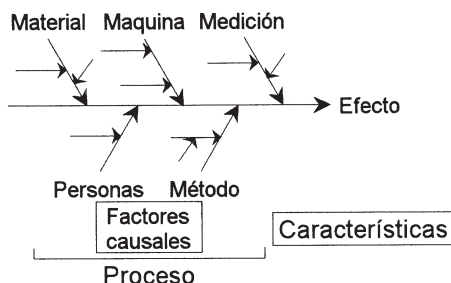 Material Maquina Medición
Efecto
Personas Método
Factores
causales
Características
Proceso